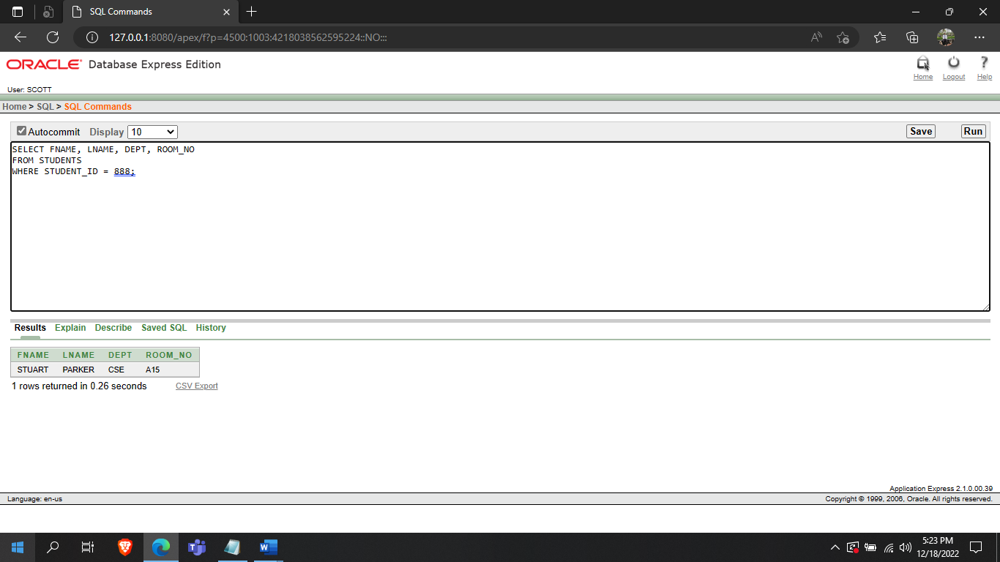 SQL Commands
127.0.0.1:8080/apex/f?p=4500:1003:4218038562595224::NO:::
ORACLE Database Express Edition
Home Logout Help
User: SCOTT
Home > SQL > SQL Commands
Autocommit Display 10 Save Run
SELECT FNAME, LNAME, DEPT, ROOM_NO
FROM STUDENTS
WHERE STUDENT_ID = 888;
Results Explain Describe Saved SQL History
FNAME LNAME DEPT ROOM_NO
STUART PARKER CSE A15
1 rows returned in 0.26 seconds CSV Export
Application Express 2.1.0.00.39
Language: en-us Copyright © 1999, 2006, Oracle. All rights reserved.
5:23 PM
12/18/2022